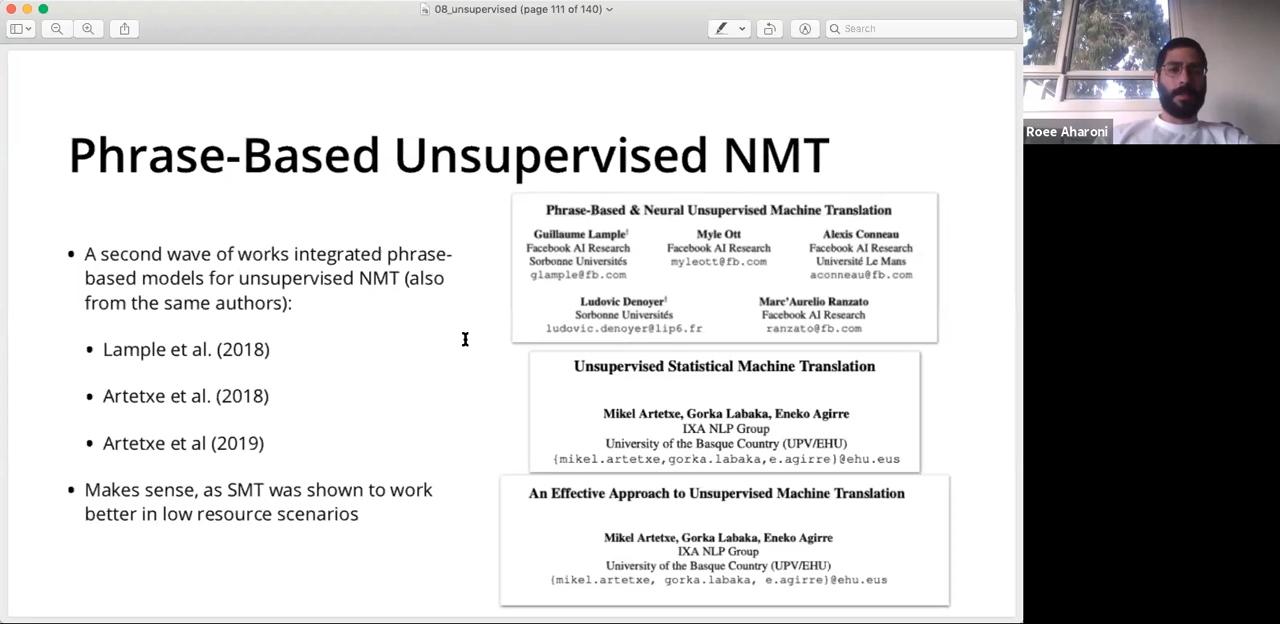 08_unsupervised (page 111 of 140)
Search
Roee Aharoni
Phrase-Based Unsupervised NMT
• A second wave of works integrated phrase-
based models for unsupervised NMT (also
from the same authors):
• Lample et al. (2018)
• Artetxe et al. (2018)
• Artetxe et al (2019)
• Makes sense, as SMT was shown to work
better in low resource scenarios
Phrase-Based & Neural Unsupervised Machine Translation
Guillaume Lample†
Facebook AI Research
Sorbonne Universités
glample@fb.com
Myle Ott
Facebook AI Research
myleott@fb.com
Alexis Conneau
Facebook AI Research
Université Le Mans
aconneau@fb.com
Ludovic Denoyer†
Sorbonne Universités
ludovic.denoyer@lip6.fr
Marc'Aurelio Ranzato
Facebook AI Research
ranzato@fb.com
Unsupervised Statistical Machine Translation
Mikel Artetxe, Gorka Labaka, Eneko Agirre
IXA NLP Group
University of the Basque Country (UPV/EHU)
{mikel.artetxe,gorka.labaka,e.agirre}@ehu.eus
An Effective Approach to Unsupervised Machine Translation
Mikel Artetxe, Gorka Labaka, Eneko Agirre
IXA NLP Group
University of the Basque Country (UPV/EHU)
{mikel.artetxe, gorka.labaka, e.agirre}@ehu.eus